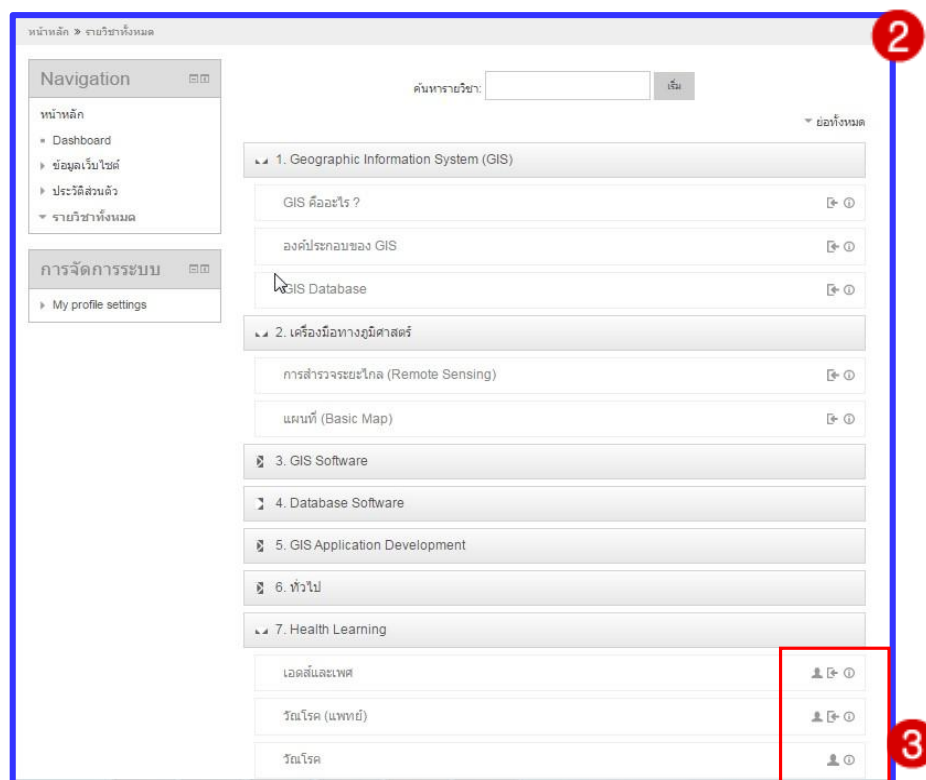 หน้าหลัก » รายวิชาทั้งหมด
2
Navigation
หน้าหลัก
Dashboard
ข้อมูลเว็บไซต์
ประวัติส่วนตัว
รายวิชาทั้งหมด
การจัดการระบบ
My profile settings
ค้นหารายวิชา:
เริ่ม
ย่อทั้งหมด
1. Geographic Information System (GIS)
GIS คืออะไร ?
องค์ประกอบของ GIS
GIS Database
2. เครื่องมือทางภูมิศาสตร์
การสำรวจระยะไกล (Remote Sensing)
แผนที่ (Basic Map)
3. GIS Software
4. Database Software
5. GIS Application Development
6. ทั่วไป
7. Health Learning
เอดส์และเพศ
วัณโรค (แพทย์)
วัณโรค
3